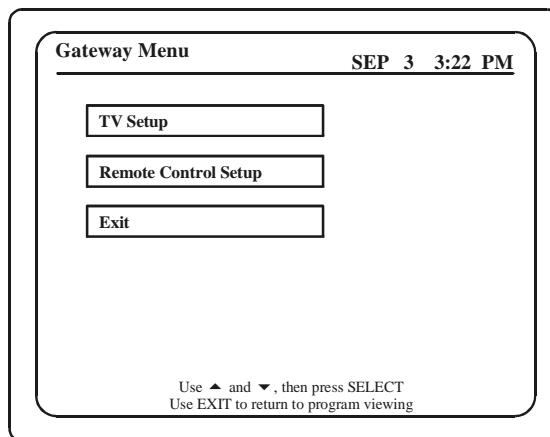 Gateway Menu
SEP 3 3:22 PM
TV Setup
Remote Control Setup
Exit
Use ▲ and ▼, then press SELECT
Use EXIT to return to program viewing